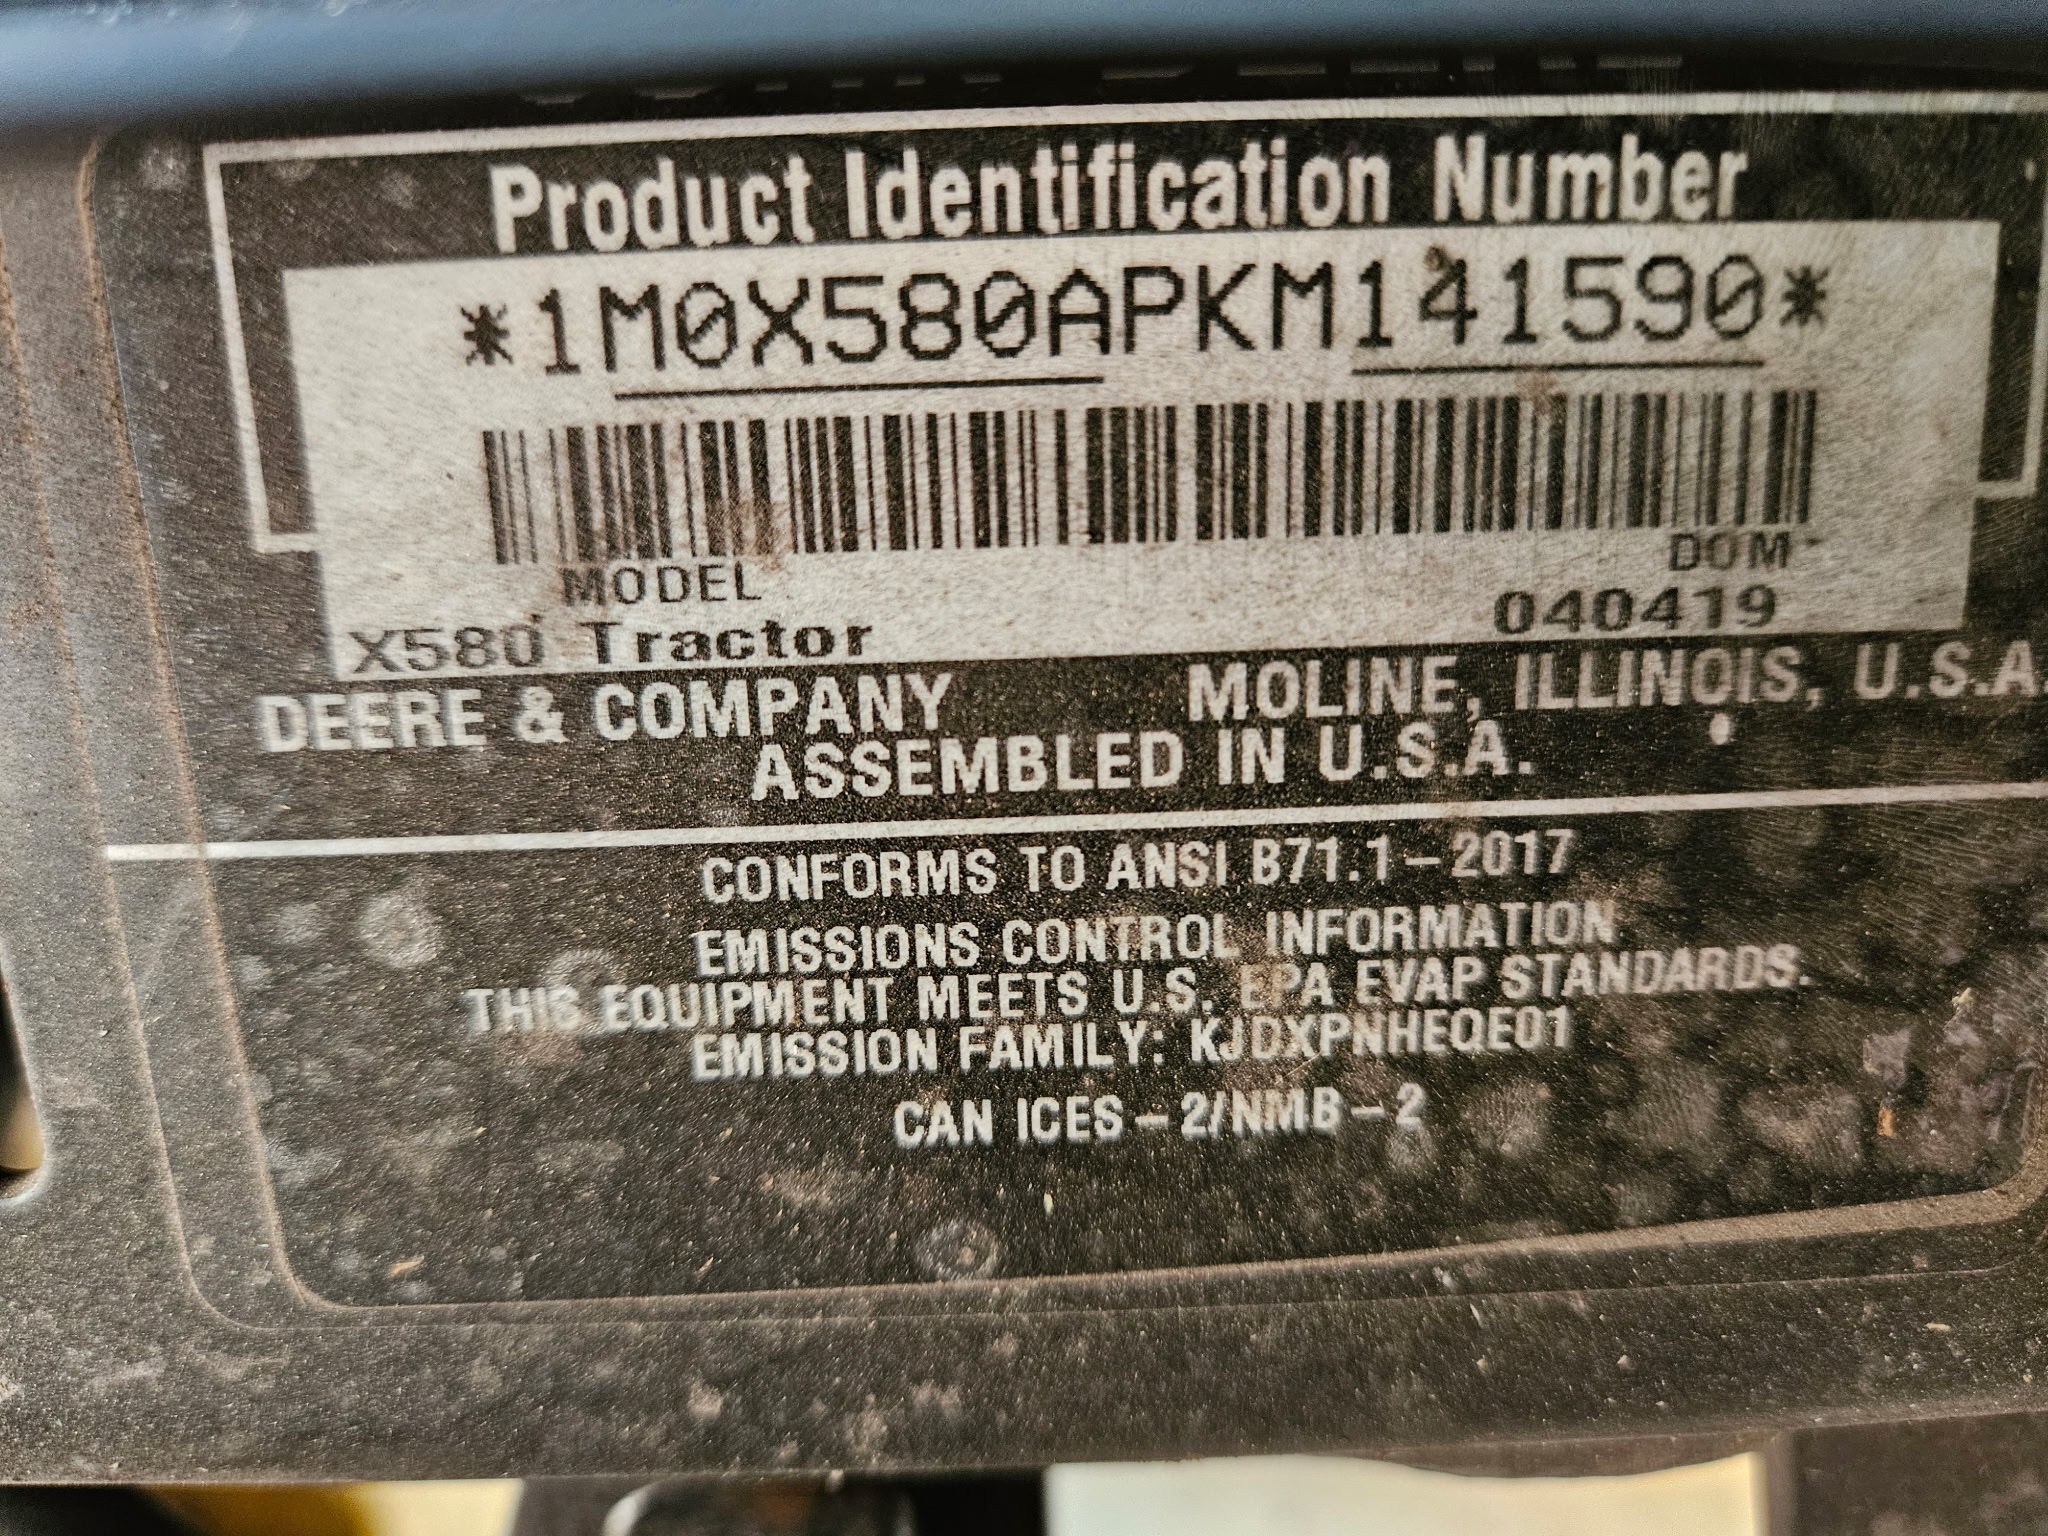 Product Identification Number
*1M0X580APKM141590*
MODEL
DOM
X580 Tractor
040419
DEERE & COMPANY MOLINE, ILLINOIS, U.S.A.
ASSEMBLED IN U.S.A.
CONFORMS TO ANSI B71.1-2017
EMISSIONS CONTROL INFORMATION
THIS EQUIPMENT MEETS U.S. EPA EVAP STANDARDS.
EMISSION FAMILY: KJDXPNHEQE01
CAN ICES-2/NMB-2